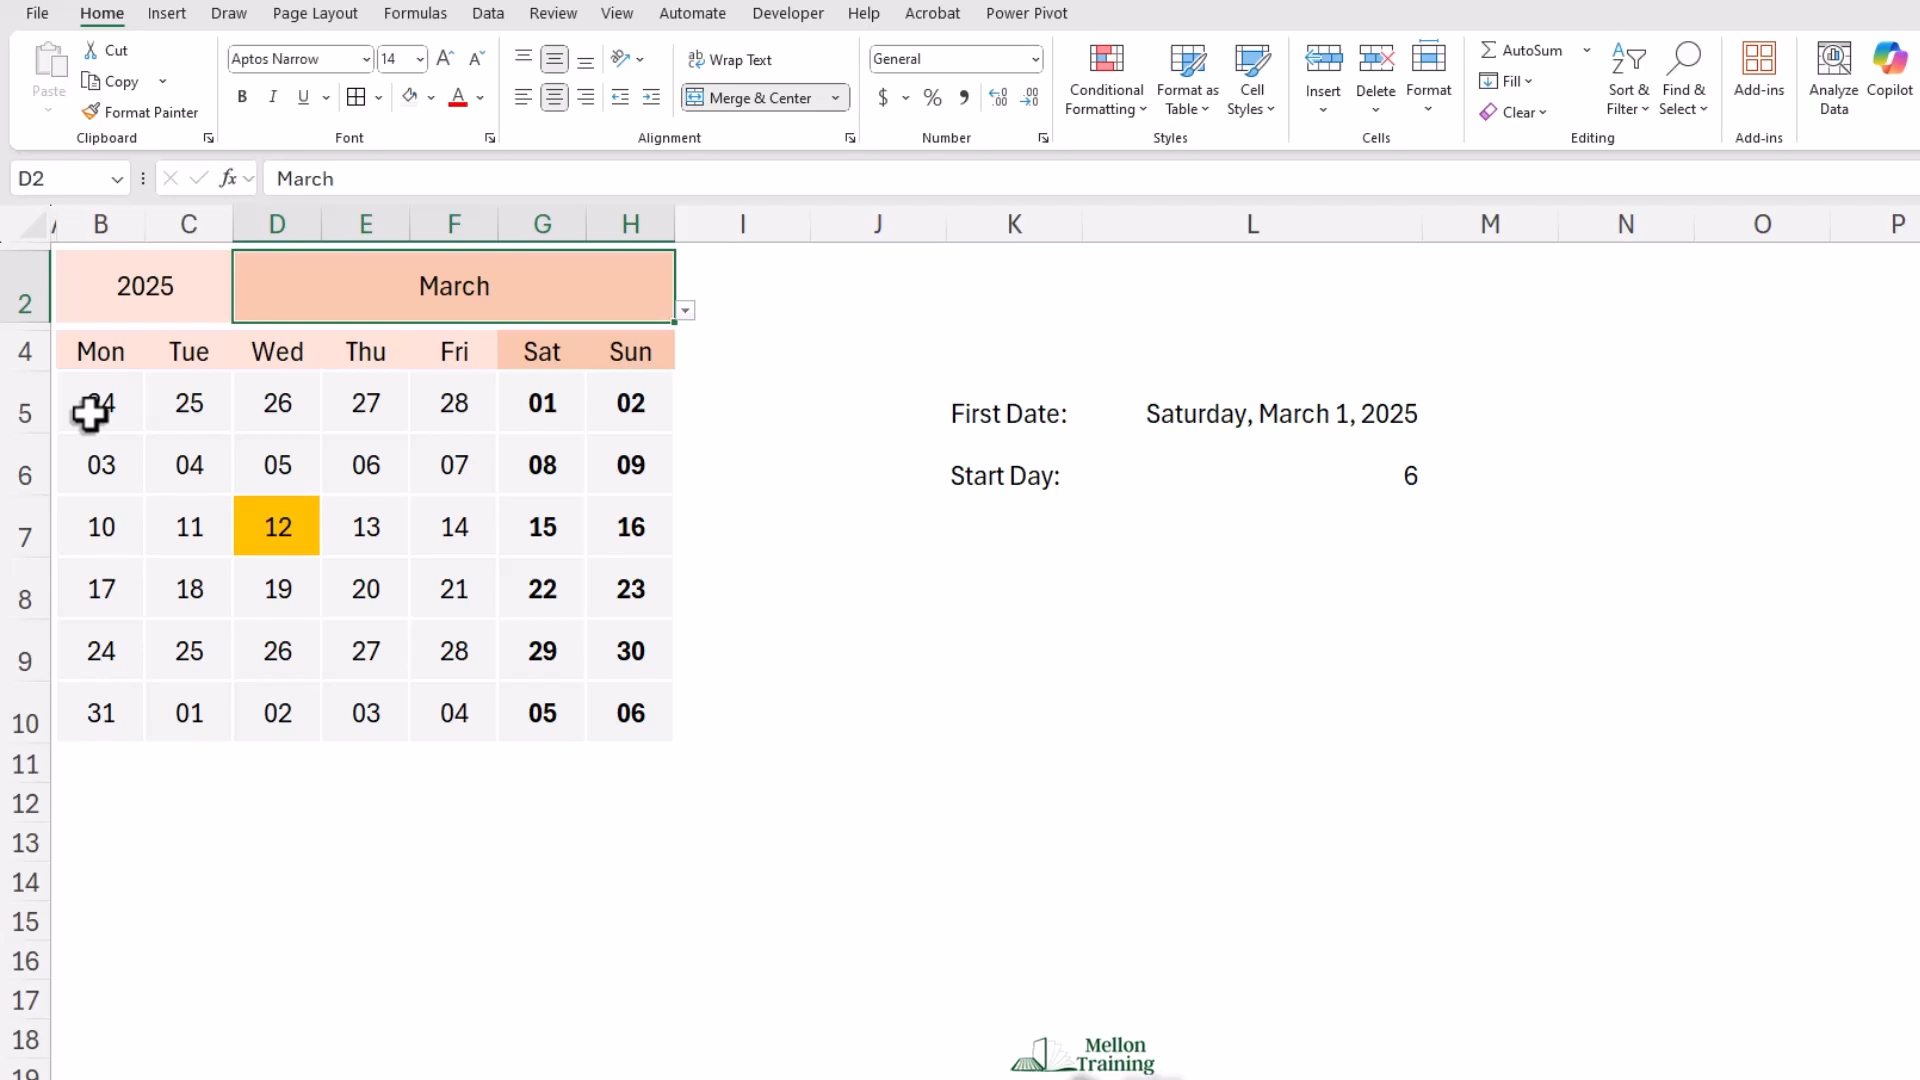 File Home Insert Draw Page Layout Formulas Data Review View Automate Developer Help Acrobat Power Pivot
Paste Cut Copy Format Painter
Clipboard
Aptos Narrow 14
B I U A
Font
ab Wrap Text
Merge & Center
Alignment
General
$ % 9 .00 .00
Number
Conditional Formatting Format as Table Cell Styles
Styles
Insert Delete Format
Cells
AutoSum
Fill
Clear
Sort & Filter Find & Select
Editing
Add-ins
Add-ins
Analyze Data Copilot
D2 fx March
B C D E F G H I J K L M N O P
2 2025 March
4 Mon Tue Wed Thu Fri Sat Sun
5 24 25 26 27 28 01 02 First Date: Saturday, March 1, 2025
6 03 04 05 06 07 08 09 Start Day: 6
7 10 11 12 13 14 15 16
8 17 18 19 20 21 22 23
9 24 25 26 27 28 29 30
10 31 01 02 03 04 05 06
11
12
13
14
15
16
17
18
19
Mellon
Training